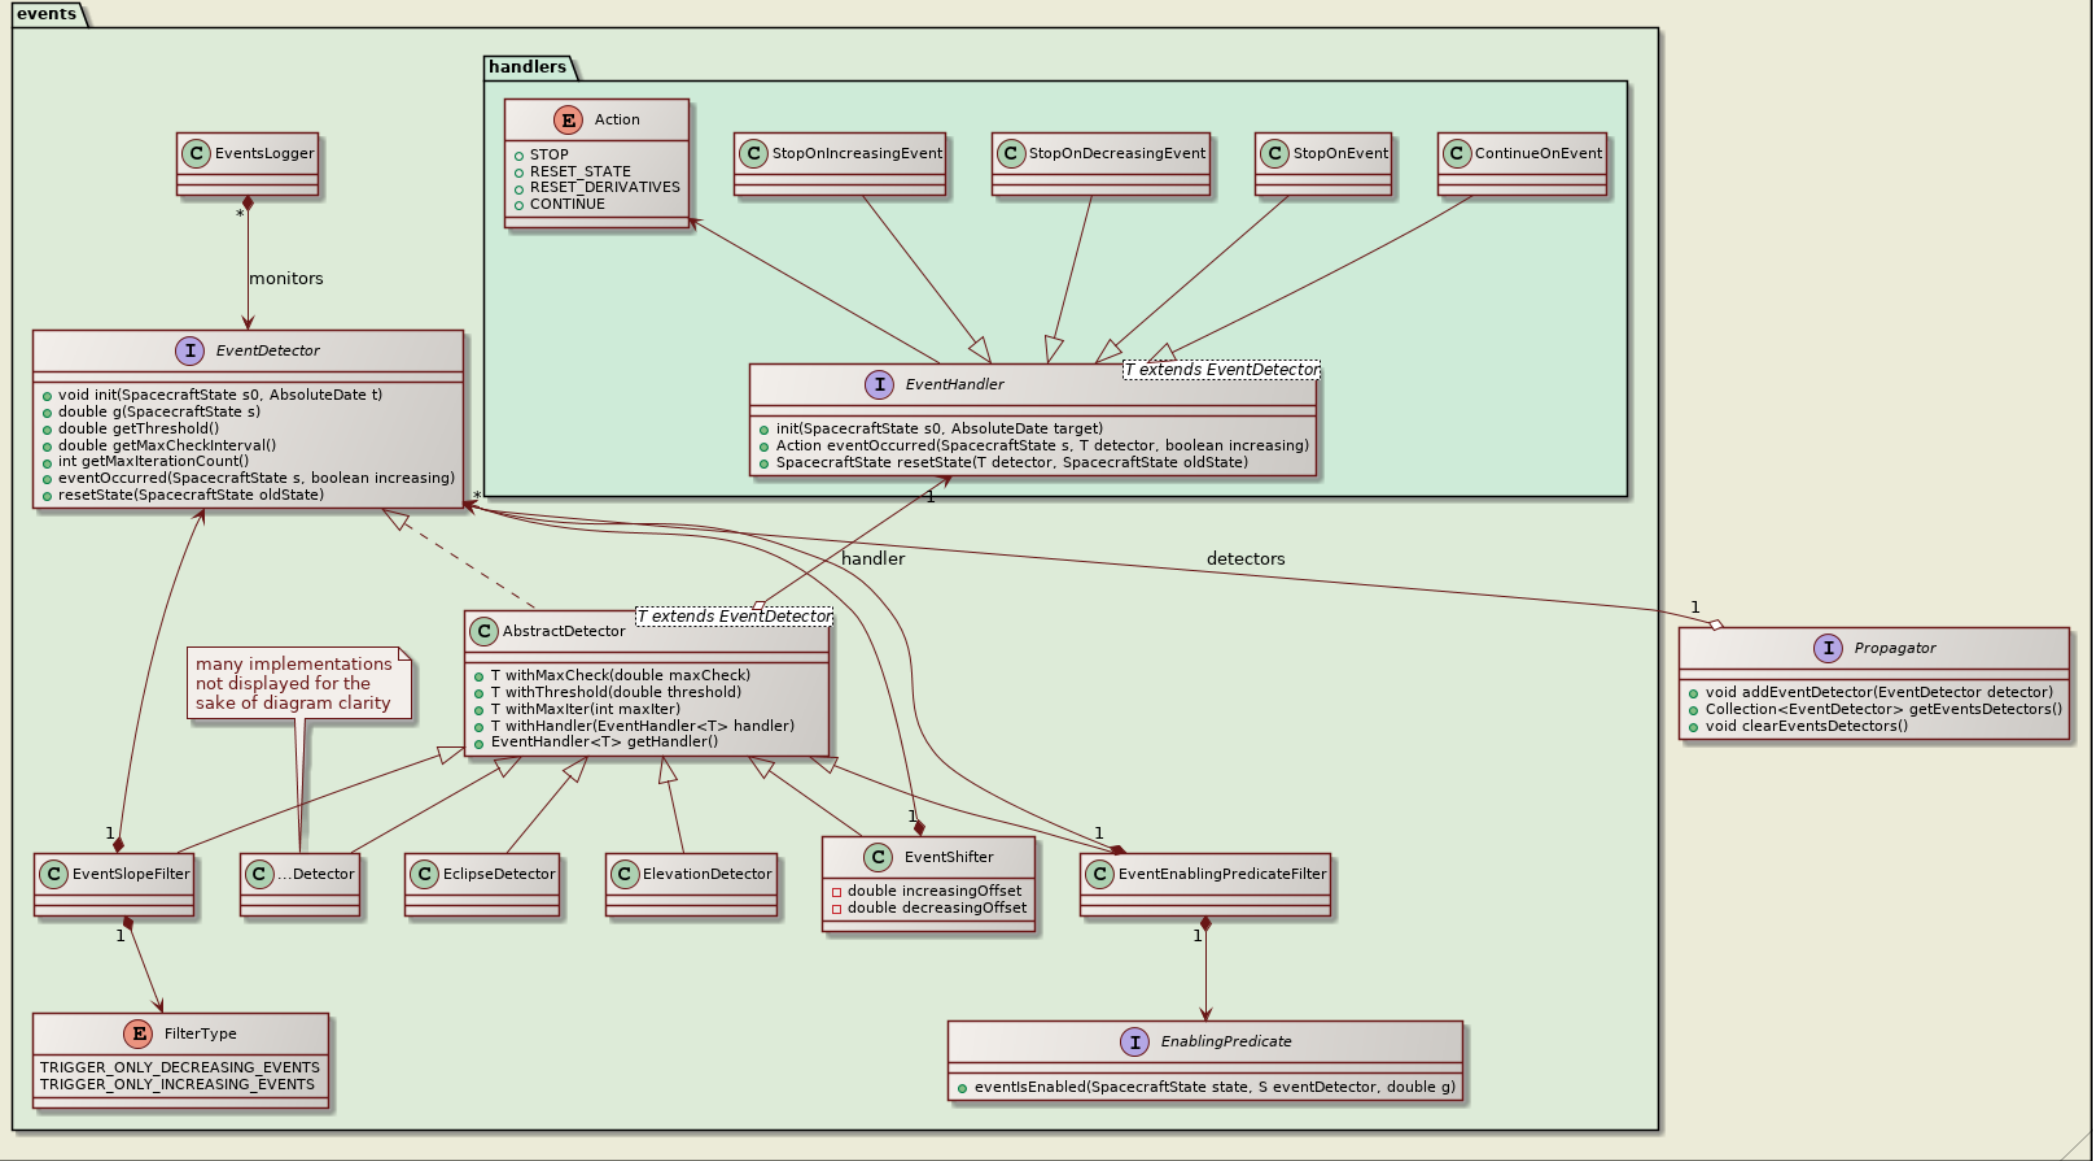 events
handlers
E Action
STOP
RESET_STATE
RESET_DERIVATIVES
CONTINUE
C StopOnIncreasingEvent
C StopOnDecreasingEvent
C StopOnEvent
C ContinueOnEvent
C EventsLogger
*
monitors
I EventDetector
void init(SpacecraftState s0, AbsoluteDate t)
double g(SpacecraftState s)
double getThreshold()
double getMaxCheckInterval()
int getMaxIterationCount()
eventOccurred(SpacecraftState s, boolean increasing)
resetState(SpacecraftState oldState)
T extends EventDetector
I EventHandler
init(SpacecraftState s0, AbsoluteDate target)
Action eventOccurred(SpacecraftState s, T detector, boolean increasing)
SpacecraftState resetState(T detector, SpacecraftState oldState)
*
1
handler
detectors
1
T extends EventDetector
C AbstractDetector
T withMaxCheck(double maxCheck)
T withThreshold(double threshold)
T withMaxIter(int maxIter)
T withHandler(EventHandler<T> handler)
EventHandler<T> getHandler()
I Propagator
void addEventDetector(EventDetector detector)
Collection<EventDetector> getEventsDetectors()
void clearEventsDetectors()
many implementations
not displayed for the
sake of diagram clarity
1
1
1
C EventSlopeFilter
C ...Detector
C EclipseDetector
C ElevationDetector
C EventShifter
double increasingOffset
double decreasingOffset
C EventEnablingPredicateFilter
1
1
E FilterType
TRIGGER_ONLY_DECREASING_EVENTS
TRIGGER_ONLY_INCREASING_EVENTS
I EnablingPredicate
eventIsEnabled(SpacecraftState state, S eventDetector, double g)